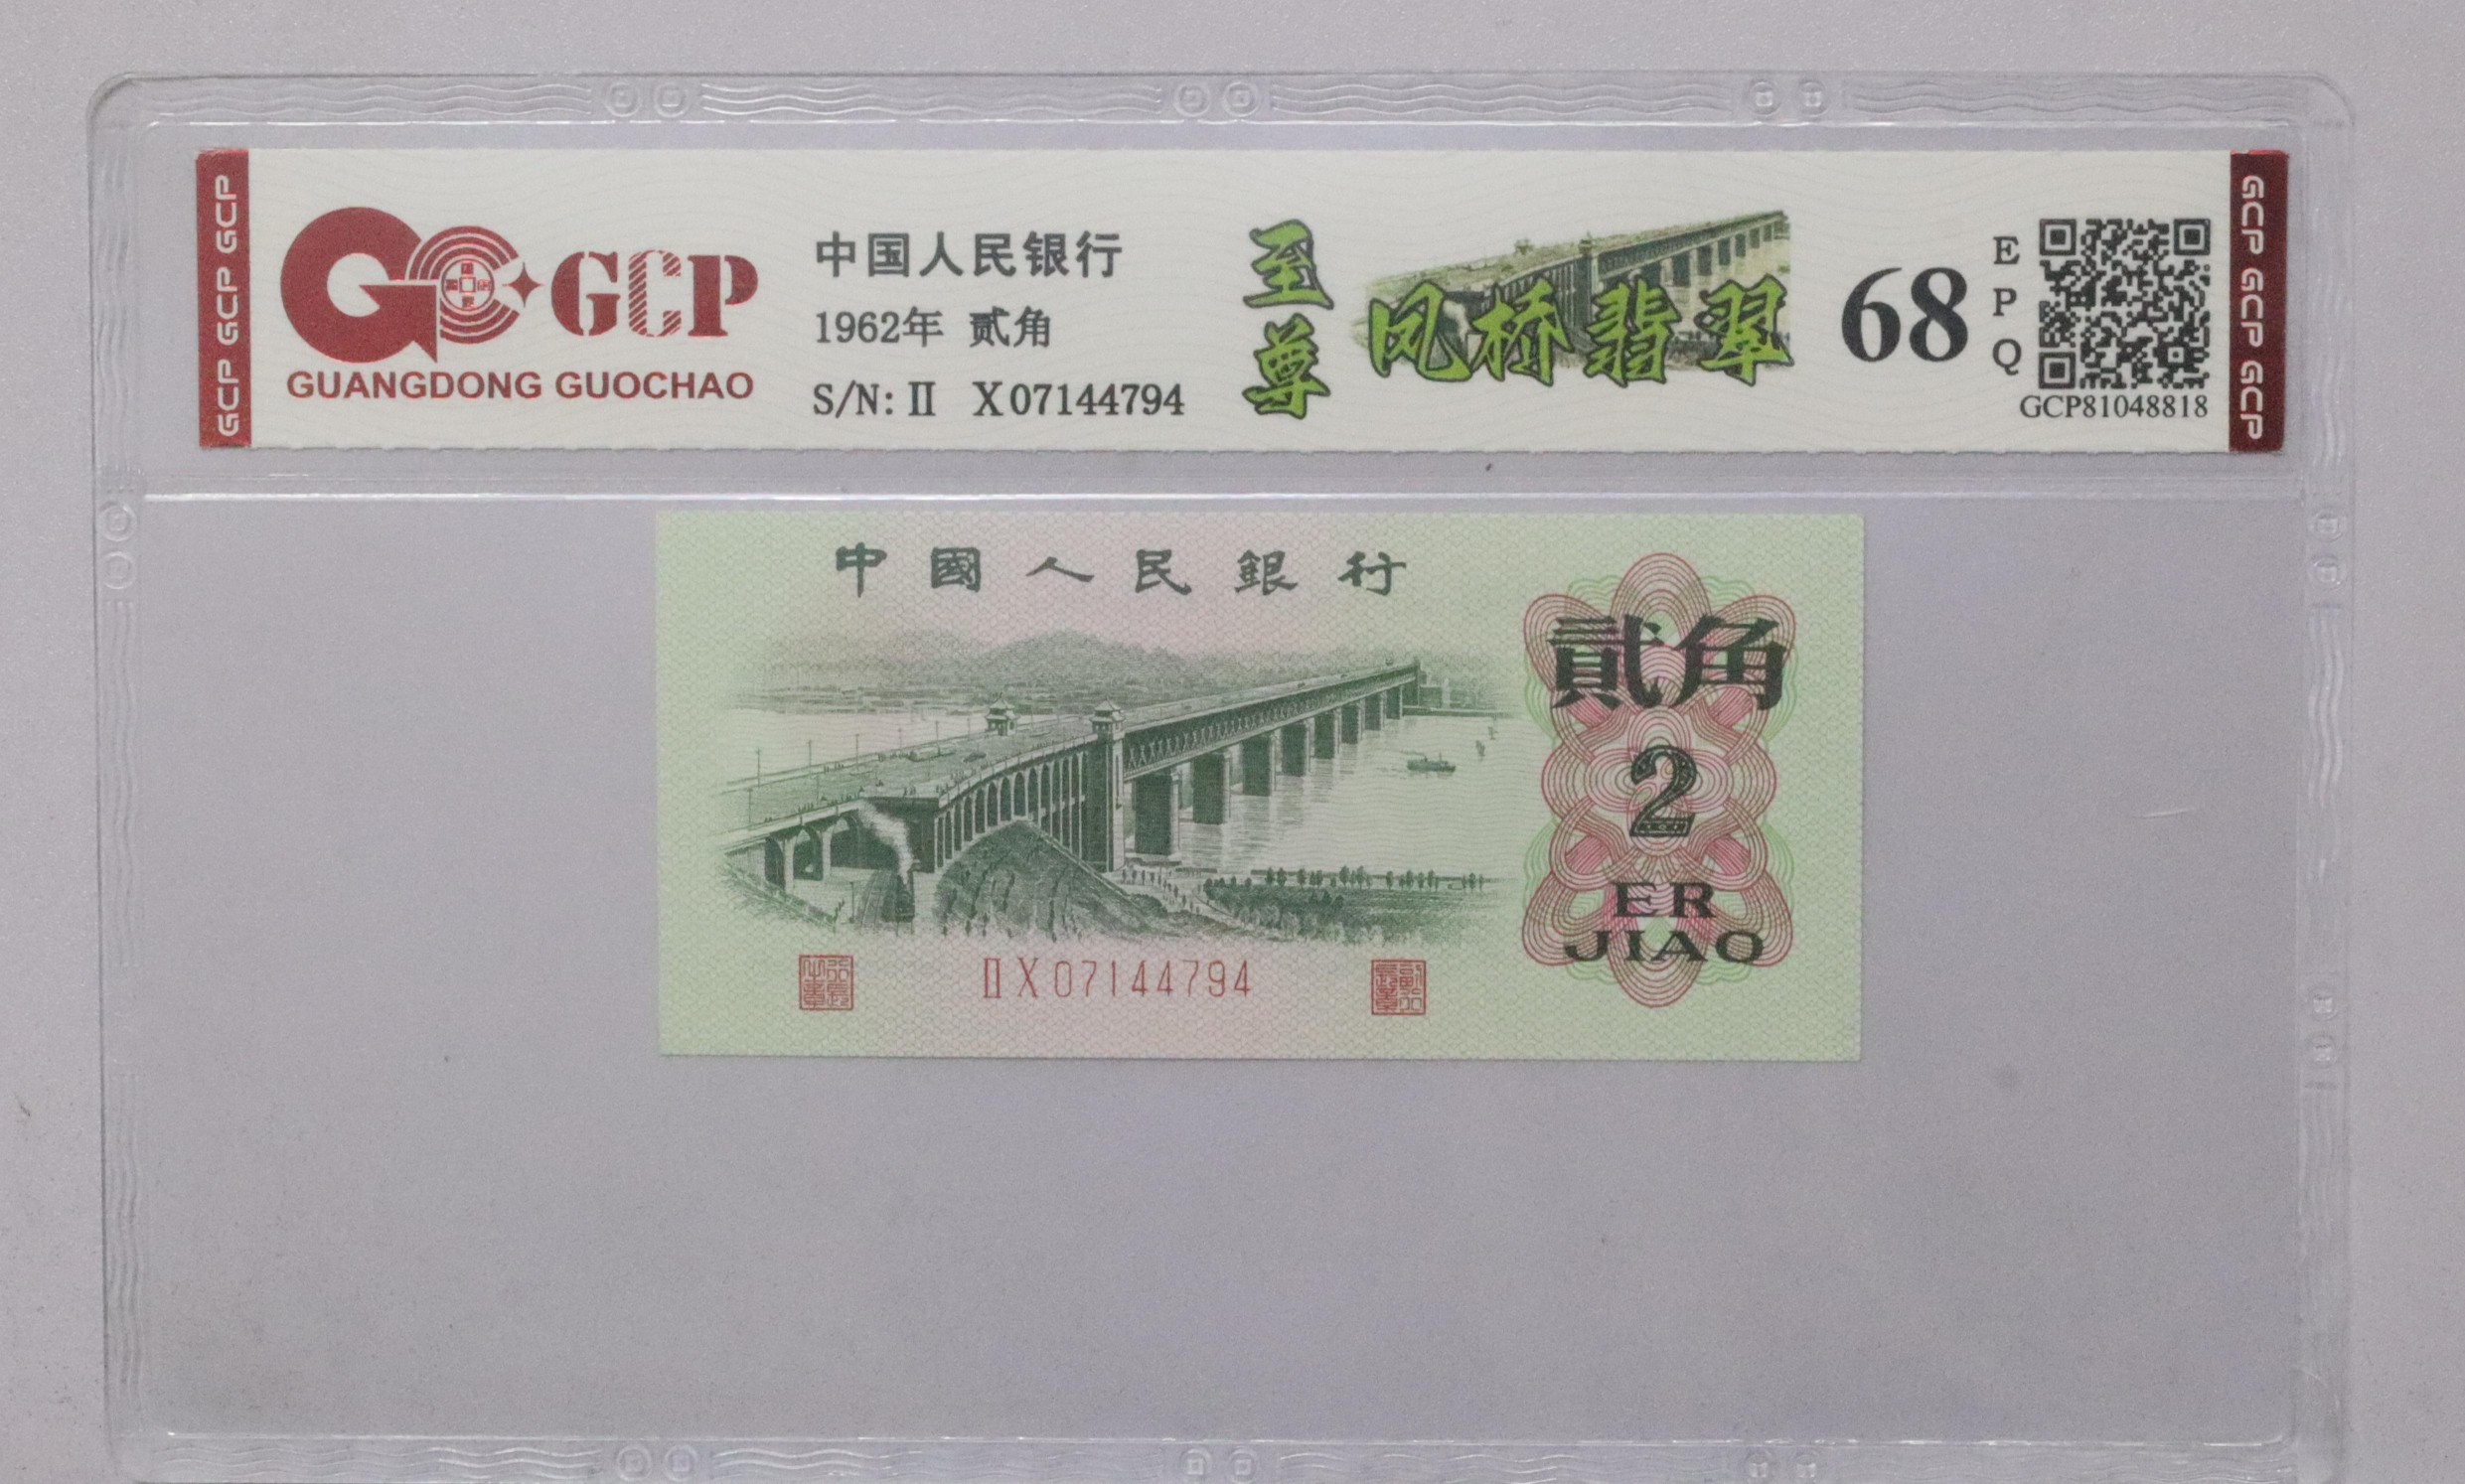 GCP GCP GCP
GCP
GUANGDONG GUOCHAO
中国人民银行
1962年 贰角
S/N: II X07144794
至尊
凤桥翡翠
68
EPQ
GCP81048818
GCP GCP GCP
中國人民銀行
貳角
2
ER
JIAO
IIX07144794